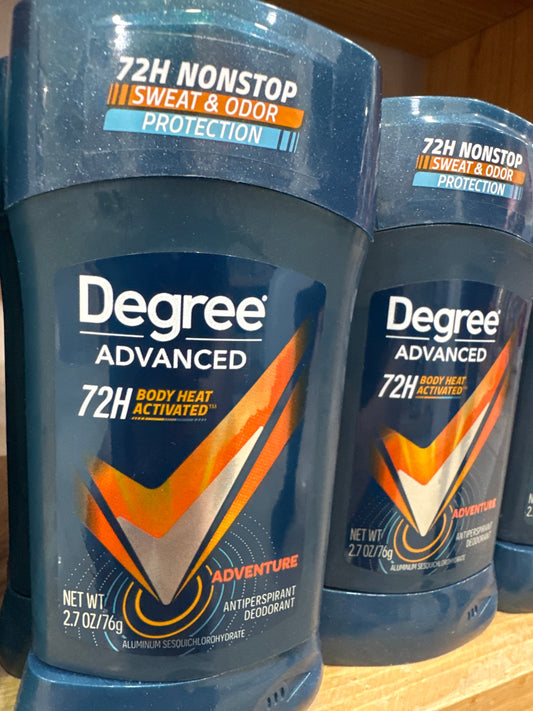 72H NONSTOP
SWEAT & ODOR
PROTECTION
Degree
ADVANCED
72H BODY HEAT
ACTIVATED™
ADVENTURE
NET WT
2.7 OZ/76g
ANTIPERSPIRANT
DEODORANT
ALUMINUM SESQUICHLOROHYDRATE
72H NONSTOP
SWEAT & ODOR
PROTECTION
Degree
ADVANCED
72H BODY HEAT
ACTIVATED™
ADVENTURE
NET WT
2.7 OZ/76g
ANTIPERSPIRANT
DEODORANT
ALUMINUM SESQUICHLOROHYDRATE